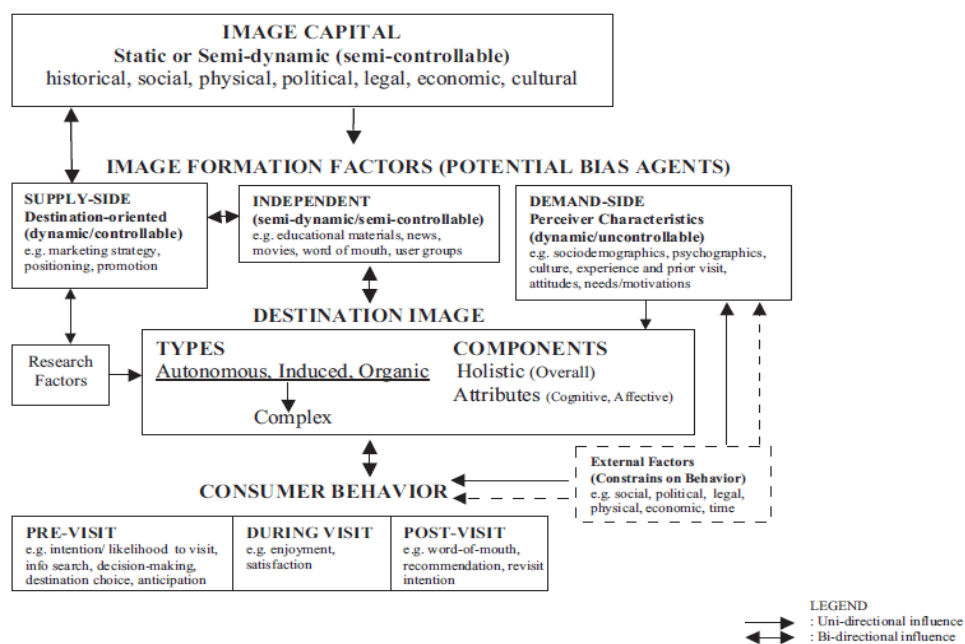 IMAGE CAPITAL
Static or Semi-dynamic (semi-controllable)
historical, social, physical, political, legal, economic, cultural
IMAGE FORMATION FACTORS (POTENTIAL BIAS AGENTS)
SUPPLY-SIDE
Destination-oriented
(dynamic/controllable)
e.g. marketing strategy,
positioning, promotion
INDEPENDENT
(semi-dynamic/semi-controllable)
e.g. educational materials, news,
movies, word of mouth, user groups
DEMAND-SIDE
Perceiver Characteristics
(dynamic/uncontrollable)
e.g. sociodemographics, psychographics,
culture, experience and prior visit,
attitudes, needs/motivations
DESTINATION IMAGE
Research
Factors
TYPES
Autonomous, Induced, Organic
Complex
COMPONENTS
Holistic (Overall)
Attributes (Cognitive, Affective)
External Factors
(Constrains on Behavior)
e.g. social, political, legal,
physical, economic, time
CONSUMER BEHAVIOR
PRE-VISIT
e.g. intention/ likelihood to visit,
info search, decision-making,
destination choice, anticipation
DURING VISIT
e.g. enjoyment,
satisfaction
POST-VISIT
e.g. word-of-mouth,
recommendation, revisit
intention
LEGEND
: Uni-directional influence
: Bi-directional influence